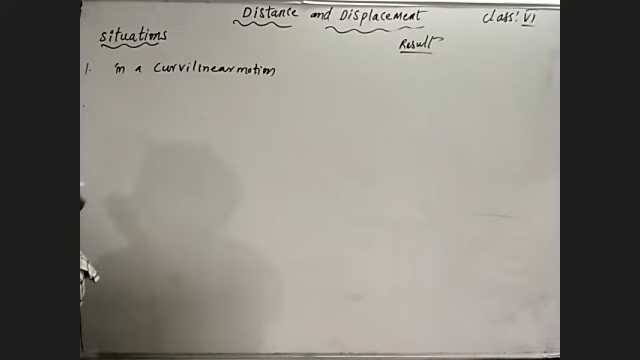 Distance and Displacement
Class: VI
Situations
Result
1. in a curvilinear motion